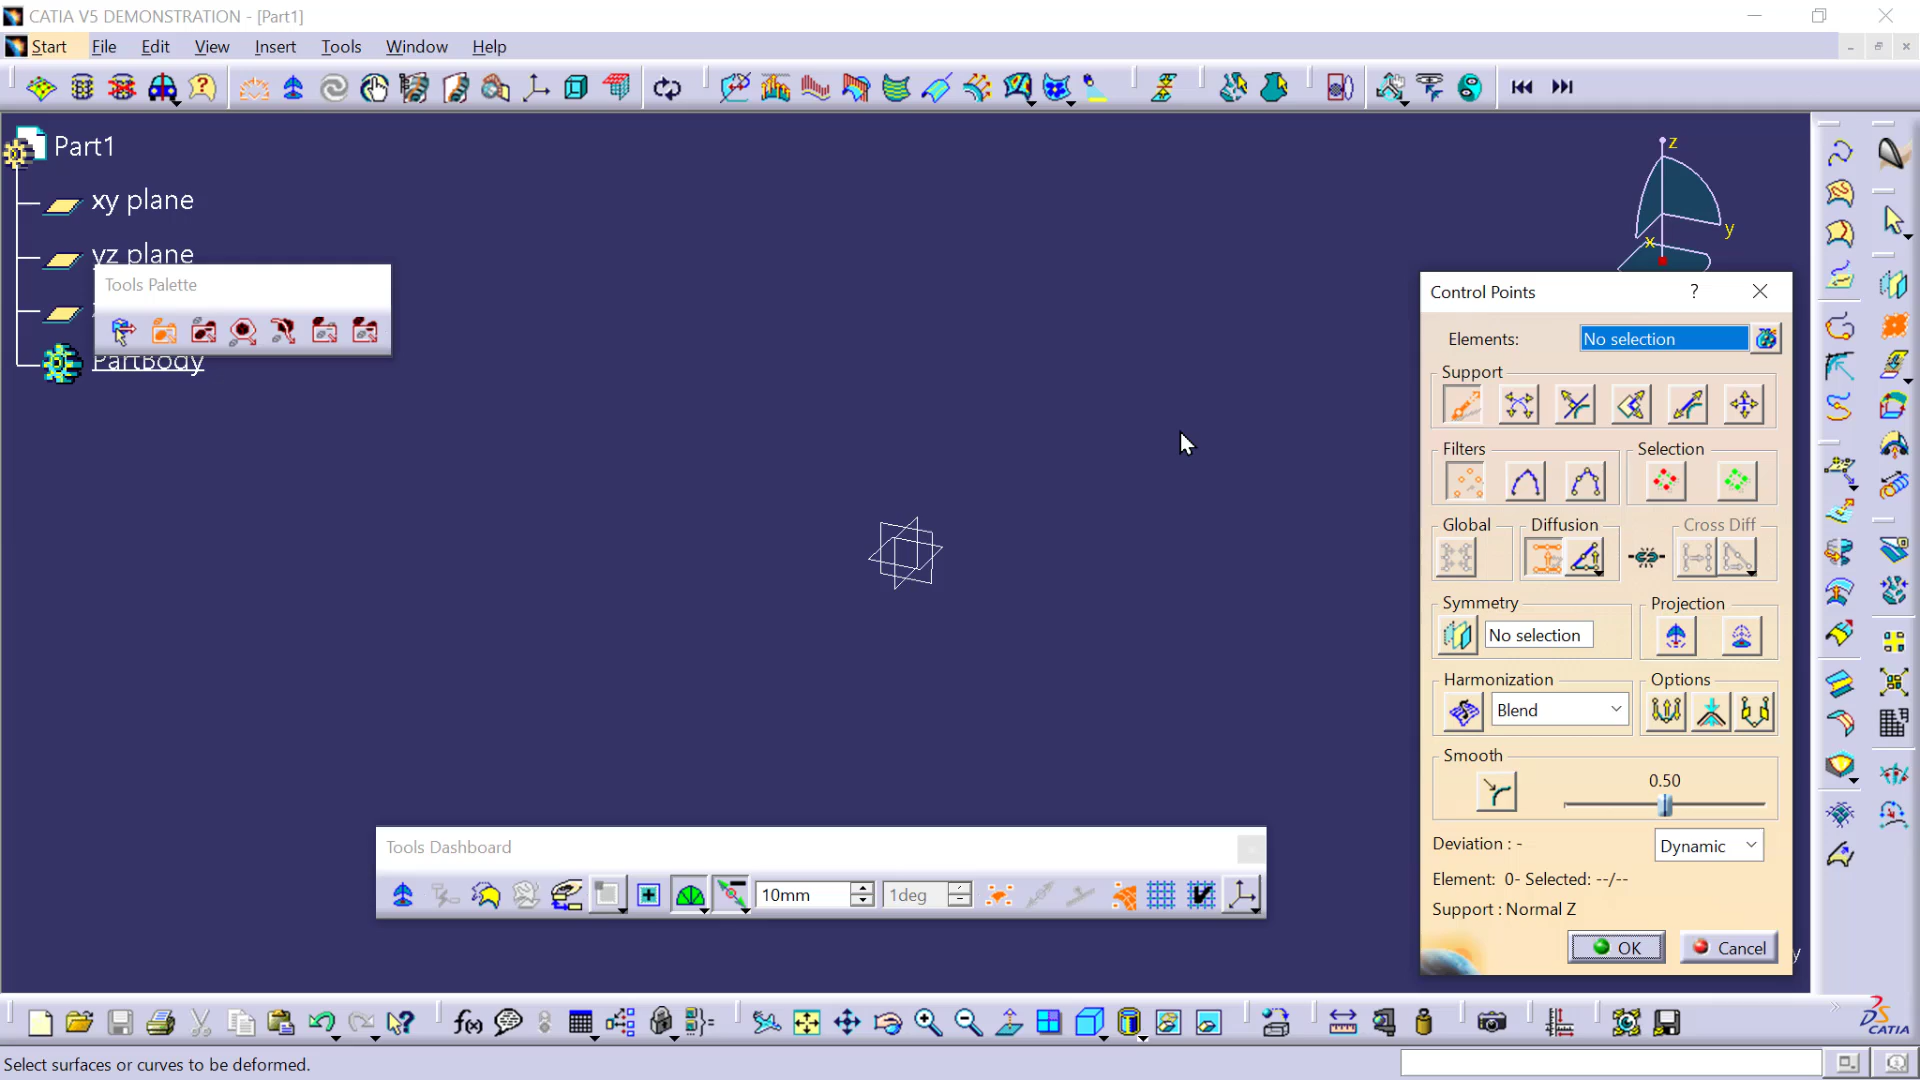 CATIA V5 DEMONSTRATION - [Part1]
Start File Edit View Insert Tools Window Help
Part1
xy plane
yz plane
Tools Palette
PartBody
z
y
x
Control Points ?
Elements: No selection
Support
Filters Selection
Global Diffusion Cross Diff
Symmetry Projection
No selection
Harmonization Options
Blend
Smooth
0.50
Deviation : - Dynamic
Element: 0- Selected: --/--
Support : Normal Z
OK Cancel
y
Tools Dashboard
10mm 1deg
f(x)
CATIA
Select surfaces or curves to be deformed.